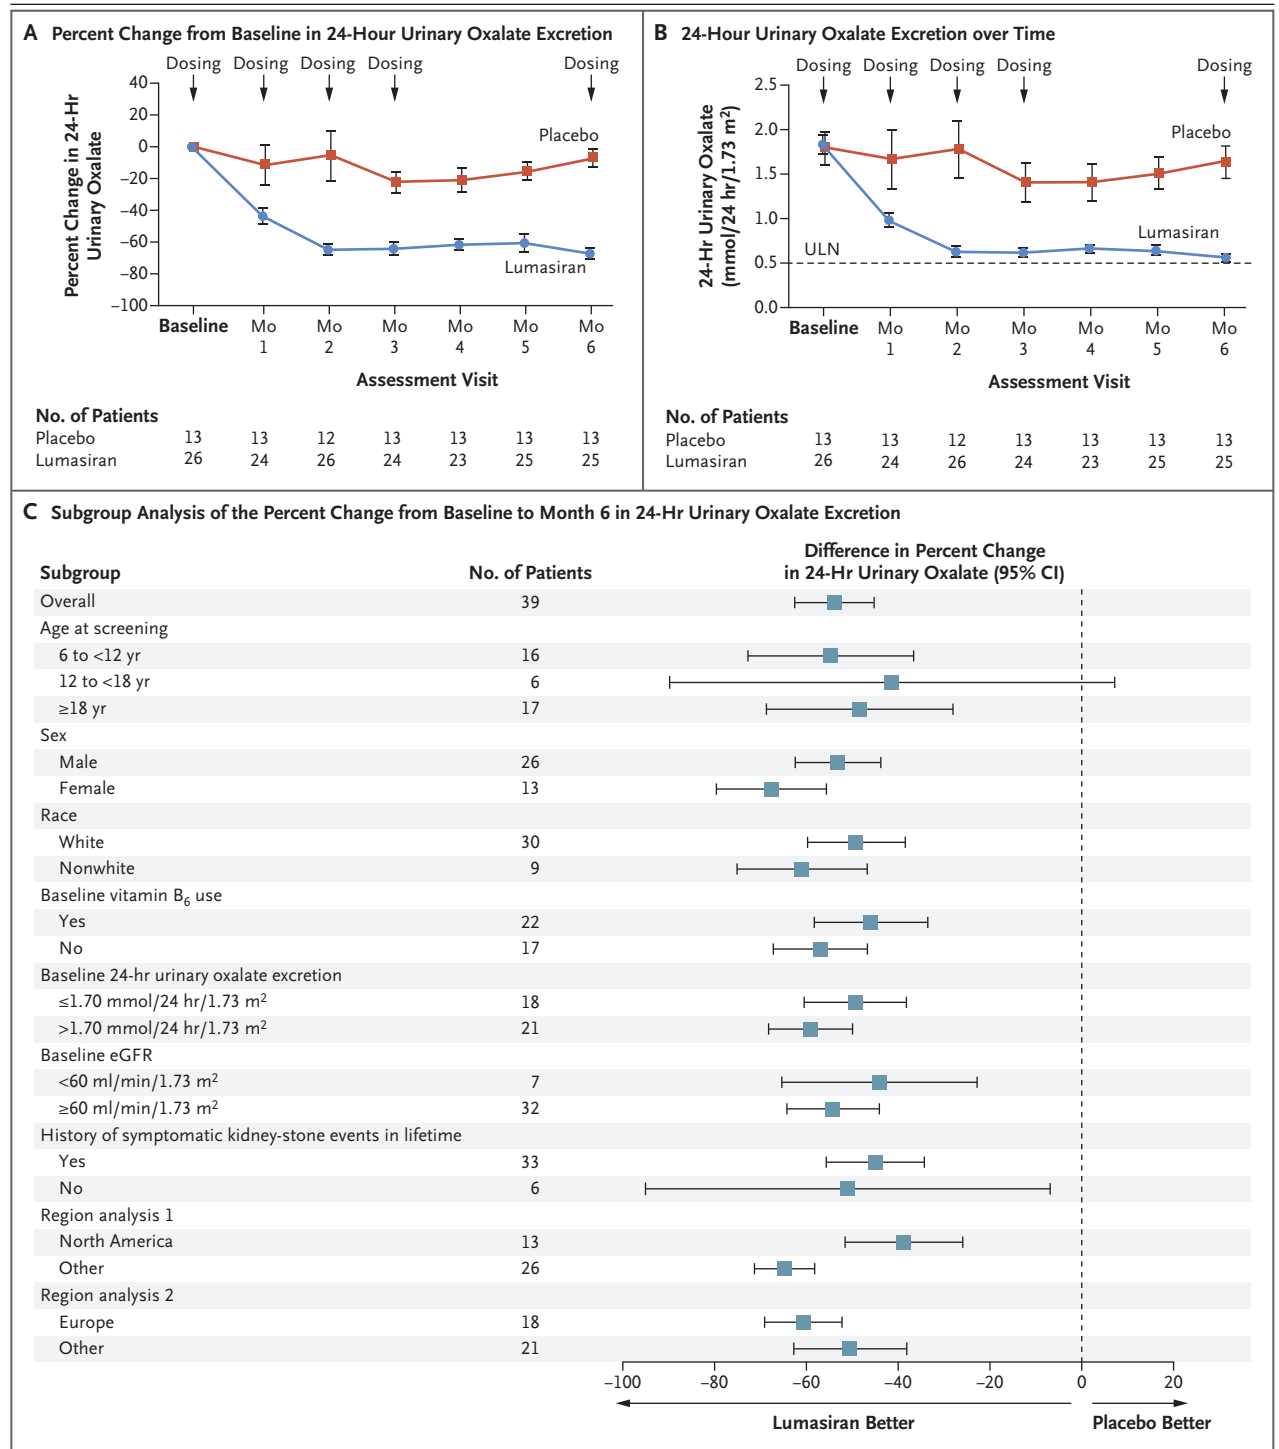 A Percent Change from Baseline in 24-Hour Urinary Oxalate Excretion
Dosing Dosing Dosing Dosing Dosing
Percent Change in 24-Hr
Urinary Oxalate
40
20
0
–20
–40
–60
–80
–100
Placebo
Lumasiran
Baseline Mo 1 Mo 2 Mo 3 Mo 4 Mo 5 Mo 6
Assessment Visit
No. of Patients
Placebo 13 13 12 13 13 13 13
Lumasiran 26 24 26 24 23 25 25
B 24-Hour Urinary Oxalate Excretion over Time
Dosing Dosing Dosing Dosing Dosing
24-Hr Urinary Oxalate
(mmol/24 hr/1.73 m²)
2.5
2.0
1.5
1.0
0.5
0.0
Placebo
Lumasiran
ULN
Baseline Mo 1 Mo 2 Mo 3 Mo 4 Mo 5 Mo 6
Assessment Visit
No. of Patients
Placebo 13 13 12 13 13 13 13
Lumasiran 26 24 26 24 23 25 25
C Subgroup Analysis of the Percent Change from Baseline to Month 6 in 24-Hr Urinary Oxalate Excretion
Subgroup No. of Patients Difference in Percent Change
in 24-Hr Urinary Oxalate (95% CI)
Overall 39
Age at screening
6 to <12 yr 16
12 to <18 yr 6
≥18 yr 17
Sex
Male 26
Female 13
Race
White 30
Nonwhite 9
Baseline vitamin B₆ use
Yes 22
No 17
Baseline 24-hr urinary oxalate excretion
≤1.70 mmol/24 hr/1.73 m² 18
>1.70 mmol/24 hr/1.73 m² 21
Baseline eGFR
<60 ml/min/1.73 m² 7
≥60 ml/min/1.73 m² 32
History of symptomatic kidney-stone events in lifetime
Yes 33
No 6
Region analysis 1
North America 13
Other 26
Region analysis 2
Europe 18
Other 21
–100 –80 –60 –40 –20 0 20
Lumasiran Better Placebo Better